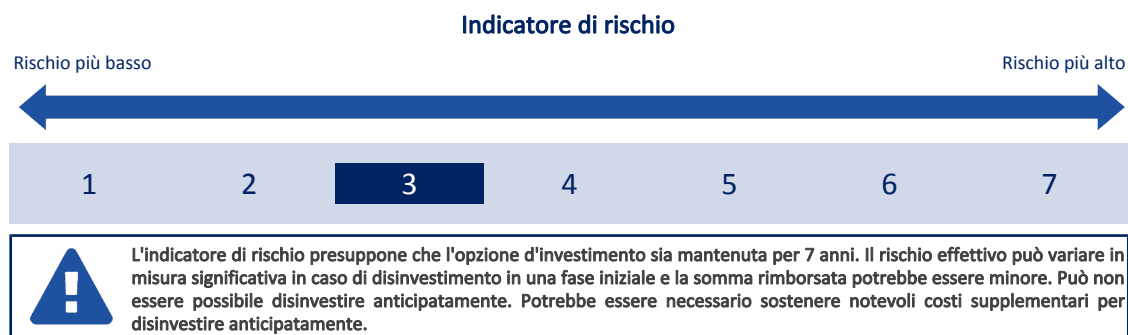 Indicatore di rischio
Rischio più basso
Rischio più alto
1 2 3 4 5 6 7
L'indicatore di rischio presuppone che l'opzione d'investimento sia mantenuta per 7 anni. Il rischio effettivo può variare in
misura significativa in caso di disinvestimento in una fase iniziale e la somma rimborsata potrebbe essere minore. Può non
essere possibile disinvestire anticipatamente. Potrebbe essere necessario sostenere notevoli costi supplementari per
disinvestire anticipatamente.